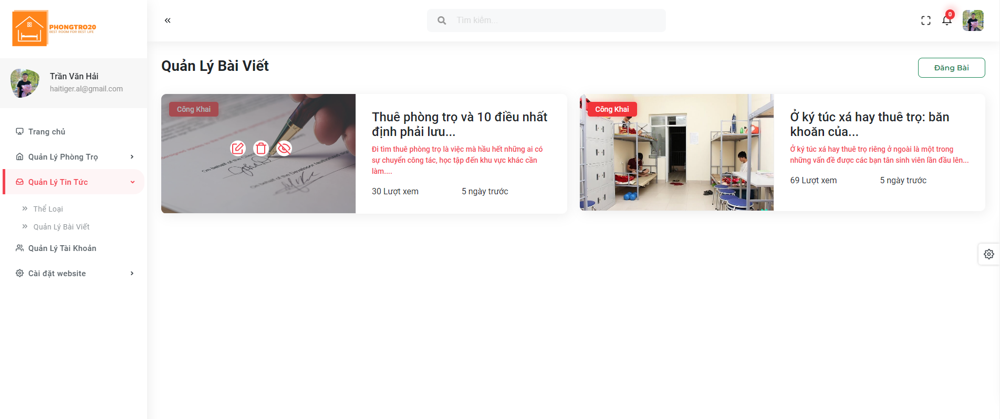 PHONGTRO20
BEST ROOM FOR BEST LIFE
Tìm kiếm...
0
Trần Văn Hải
haitiger.al@gmail.com
Trang chủ
Quản Lý Phòng Trọ
Quản Lý Tin Tức
Thể Loại
Quản Lý Bài Viết
Quản Lý Tài Khoản
Cài đặt website
Quản Lý Bài Viết
Đăng Bài
Công Khai
On behalf of the Developer
Thuê phòng trọ và 10 điều nhất
định phải lưu...
Đi tìm thuê phòng trọ là việc mà hầu hết những ai có
sự chuyển công tác, học tập đến khu vực khác cần
làm....
30 Lượt xem
5 ngày trước
Công Khai
Ở ký túc xá hay thuê trọ: băn
khoăn của...
Ở ký túc xá hay thuê trọ riêng ở ngoài là một trong
những vấn đề được các bạn tân sinh viên lần đầu lên...
69 Lượt xem
5 ngày trước